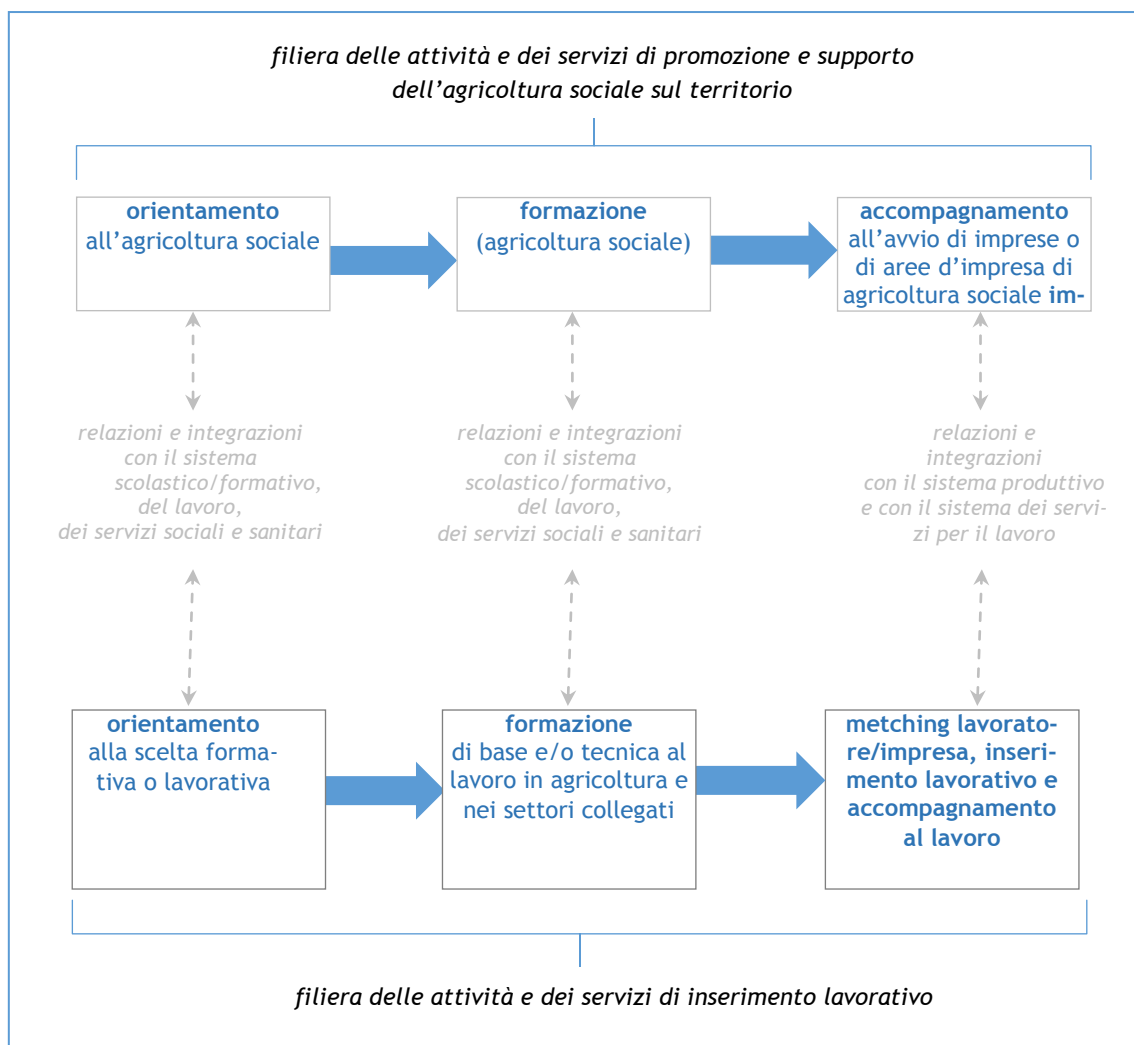 filiera delle attività e dei servizi di promozione e supporto
dell’agricoltura sociale sul territorio
orientamento
all’agricoltura sociale
formazione
(agricoltura sociale)
accompagnamento
all’avvio di imprese o
di aree d’impresa di
agricoltura sociale im-
relazioni e integrazioni
con il sistema
scolastico/formativo,
del lavoro,
dei servizi sociali e sanitari
relazioni e integrazioni
con il sistema
scolastico/formativo,
del lavoro,
dei servizi sociali e sanitari
relazioni e
integrazioni
con il sistema produttivo
e con il sistema dei servi-
zi per il lavoro
orientamento
alla scelta forma-
tiva o lavorativa
formazione
di base e/o tecnica al
lavoro in agricoltura e
nei settori collegati
metching lavorato-
re/impresa, inseri-
mento lavorativo e
accompagnamento
al lavoro
filiera delle attività e dei servizi di inserimento lavorativo